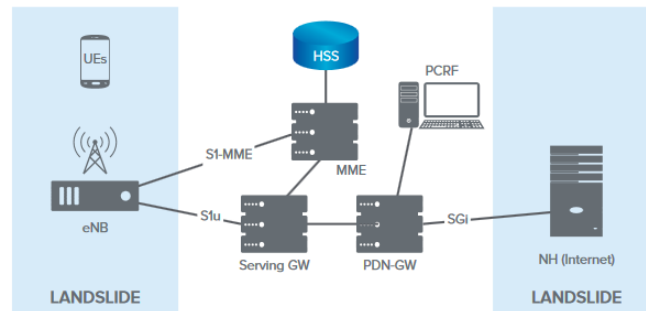 UEs
HSS
PCRF
S1-MME
MME
eNB
S1u
SGi
Serving GW
PDN-GW
NH (Internet)
LANDSLIDE
LANDSLIDE